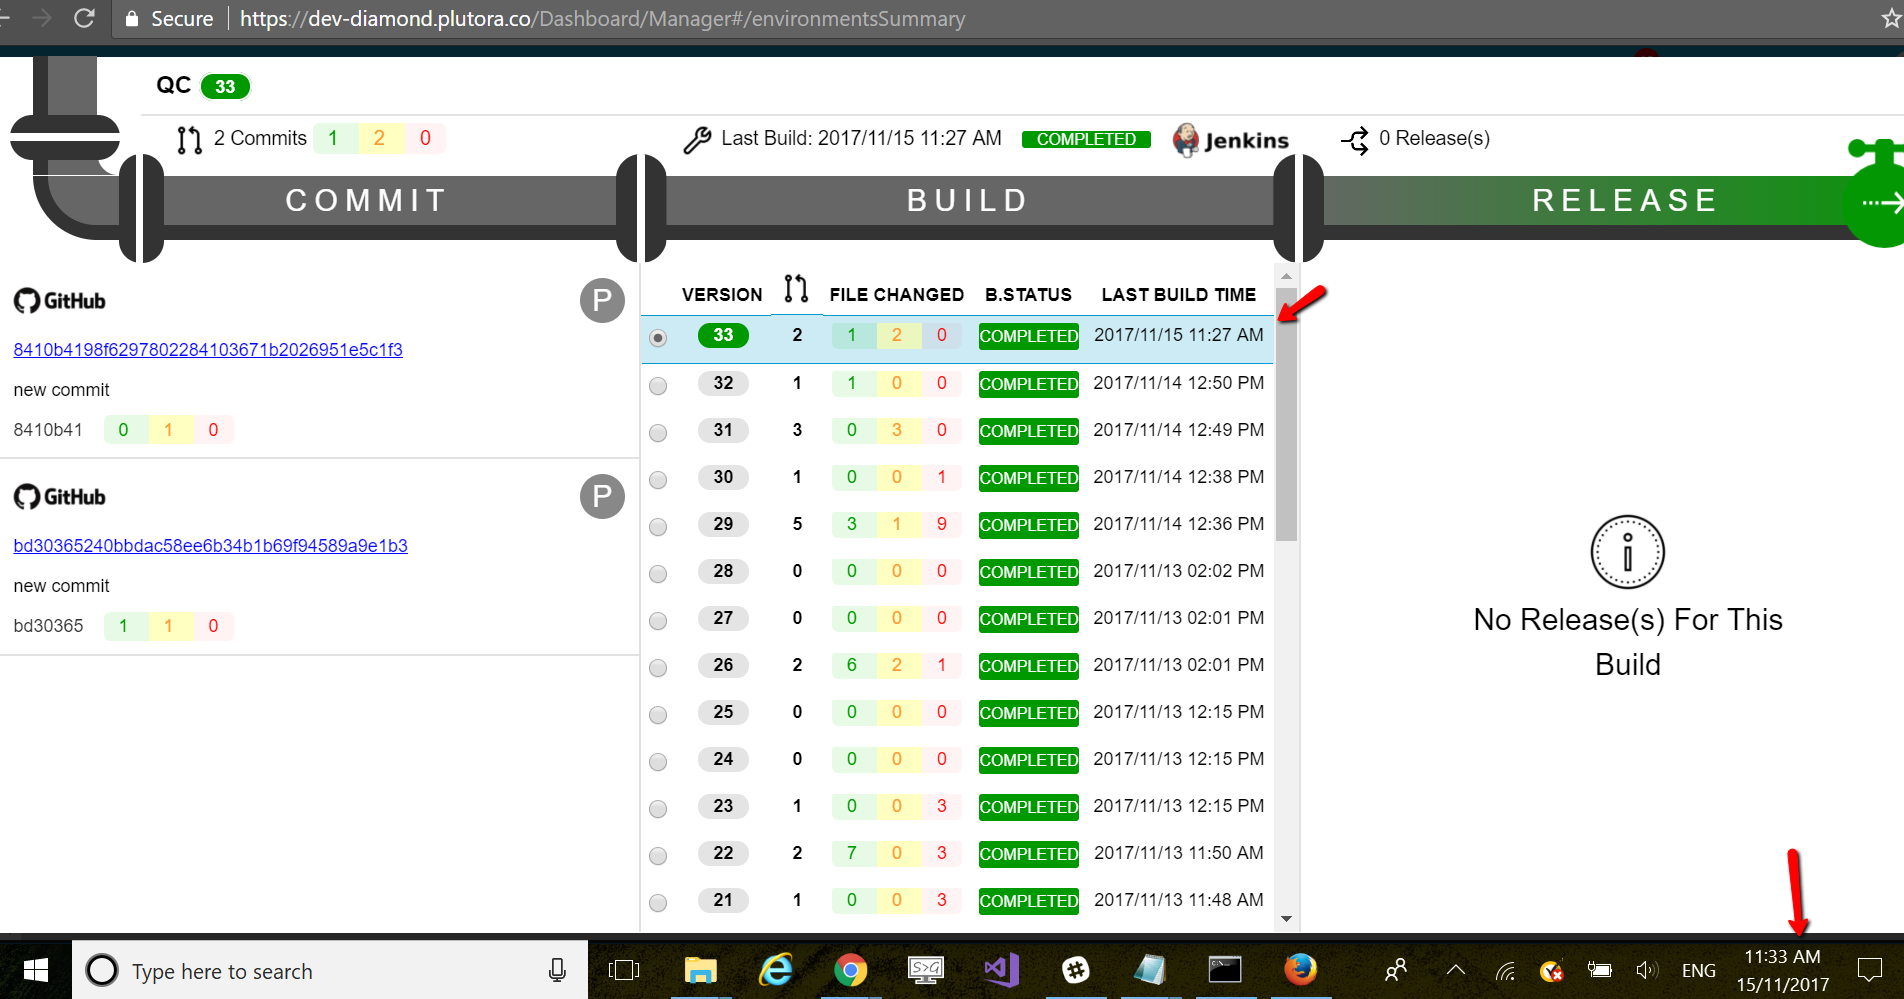 Secure https://dev-diamond.plutora.co/Dashboard/Manager#/environmentsSummary
QC 33
2 Commits 1 2 0 Last Build: 2017/11/15 11:27 AM COMPLETED Jenkins 0 Release(s)
COMMIT BUILD RELEASE
GitHub P
8410b4198f6297802284103671b2026951e5c1f3
new commit
8410b41 0 1 0
GitHub P
bd30365240bbdac58ee6b34b1b69f94589a9e1b3
new commit
bd30365 1 1 0
VERSION FILE CHANGED B.STATUS LAST BUILD TIME
33 2 1 2 0 COMPLETED 2017/11/15 11:27 AM
32 1 1 0 0 COMPLETED 2017/11/14 12:50 PM
31 3 0 3 0 COMPLETED 2017/11/14 12:49 PM
30 1 0 0 1 COMPLETED 2017/11/14 12:38 PM
29 5 3 1 9 COMPLETED 2017/11/14 12:36 PM
28 0 0 0 0 COMPLETED 2017/11/13 02:02 PM
27 0 0 0 0 COMPLETED 2017/11/13 02:01 PM
26 2 6 2 1 COMPLETED 2017/11/13 02:01 PM
25 0 0 0 0 COMPLETED 2017/11/13 12:15 PM
24 0 0 0 0 COMPLETED 2017/11/13 12:15 PM
23 1 0 0 3 COMPLETED 2017/11/13 12:15 PM
22 2 7 0 3 COMPLETED 2017/11/13 11:50 AM
21 1 0 0 3 COMPLETED 2017/11/13 11:48 AM
No Release(s) For This
Build
Type here to search S>G ENG 11:33 AM
15/11/2017